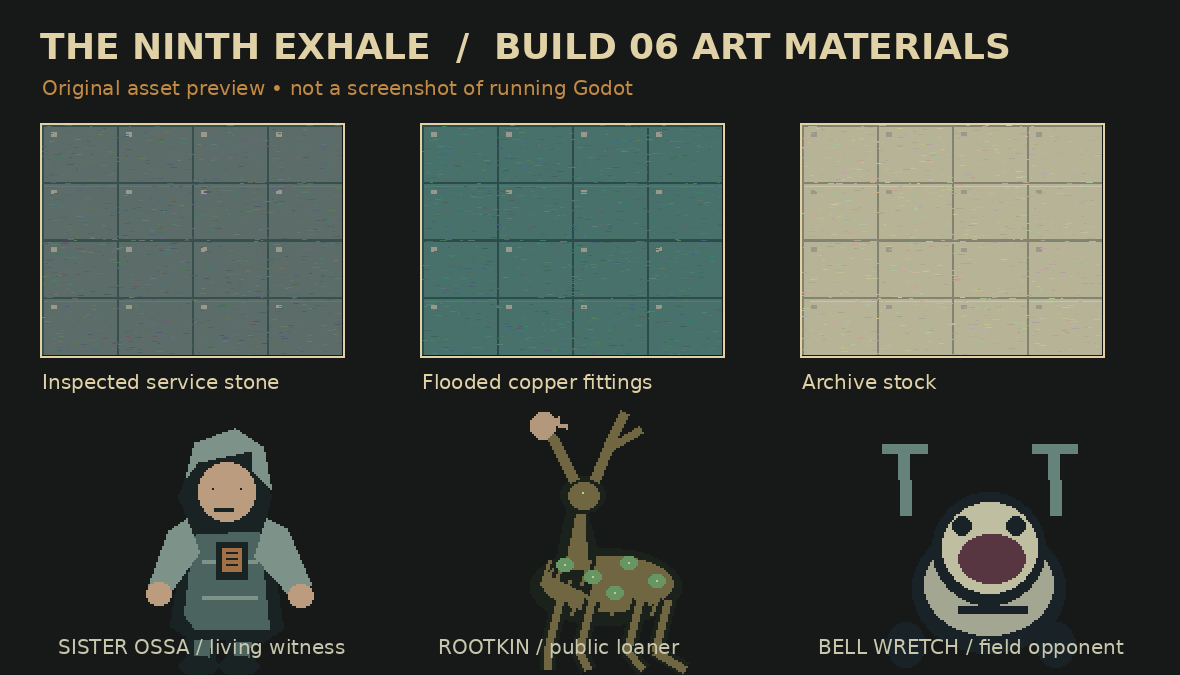 THE NINTH EXHALE / BUILD 06 ART MATERIALS
Original asset preview • not a screenshot of running Godot
Inspected service stone
Flooded copper fittings
Archive stock
SISTER OSSA / living witness
ROOTKIN / public loaner
BELL WRETCH / field opponent